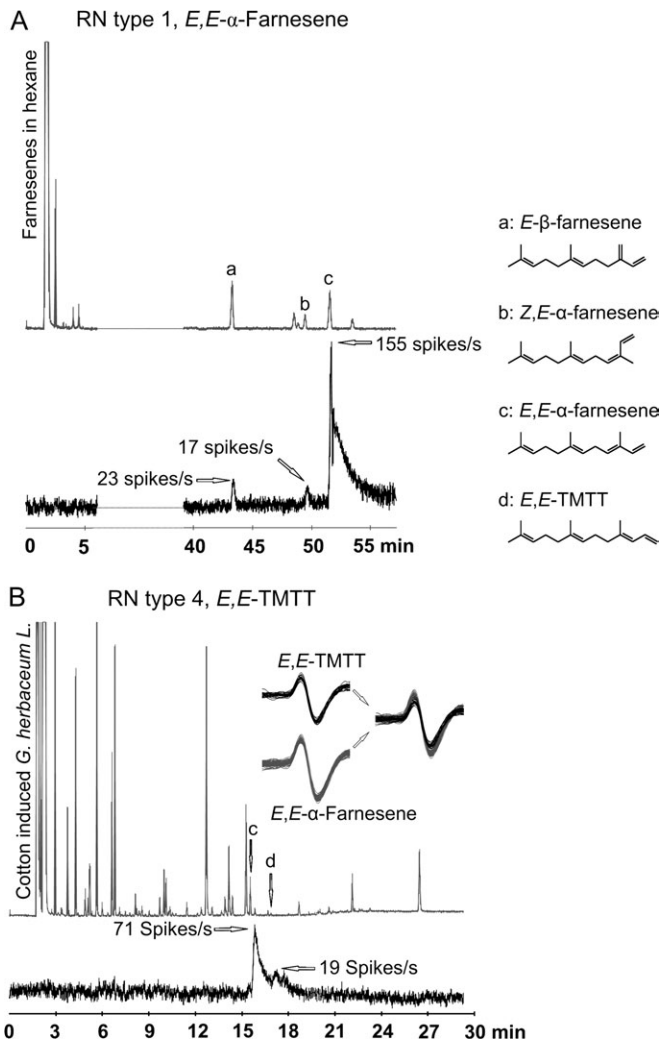 A
RN type 1, E,E-α-Farnesene
Farnesenes in hexane
a
b
c
155 spikes/s
17 spikes/s
23 spikes/s
0 5 40 45 50 55 min
a: E-β-farnesene
b: Z,E-α-farnesene
c: E,E-α-farnesene
d: E,E-TMTT
B
RN type 4, E,E-TMTT
Cotton induced G. herbaceum L.
E,E-TMTT
E,E-α-Farnesene
c
d
71 Spikes/s
19 Spikes/s
0 3 6 9 12 15 18 21 24 27 30 min